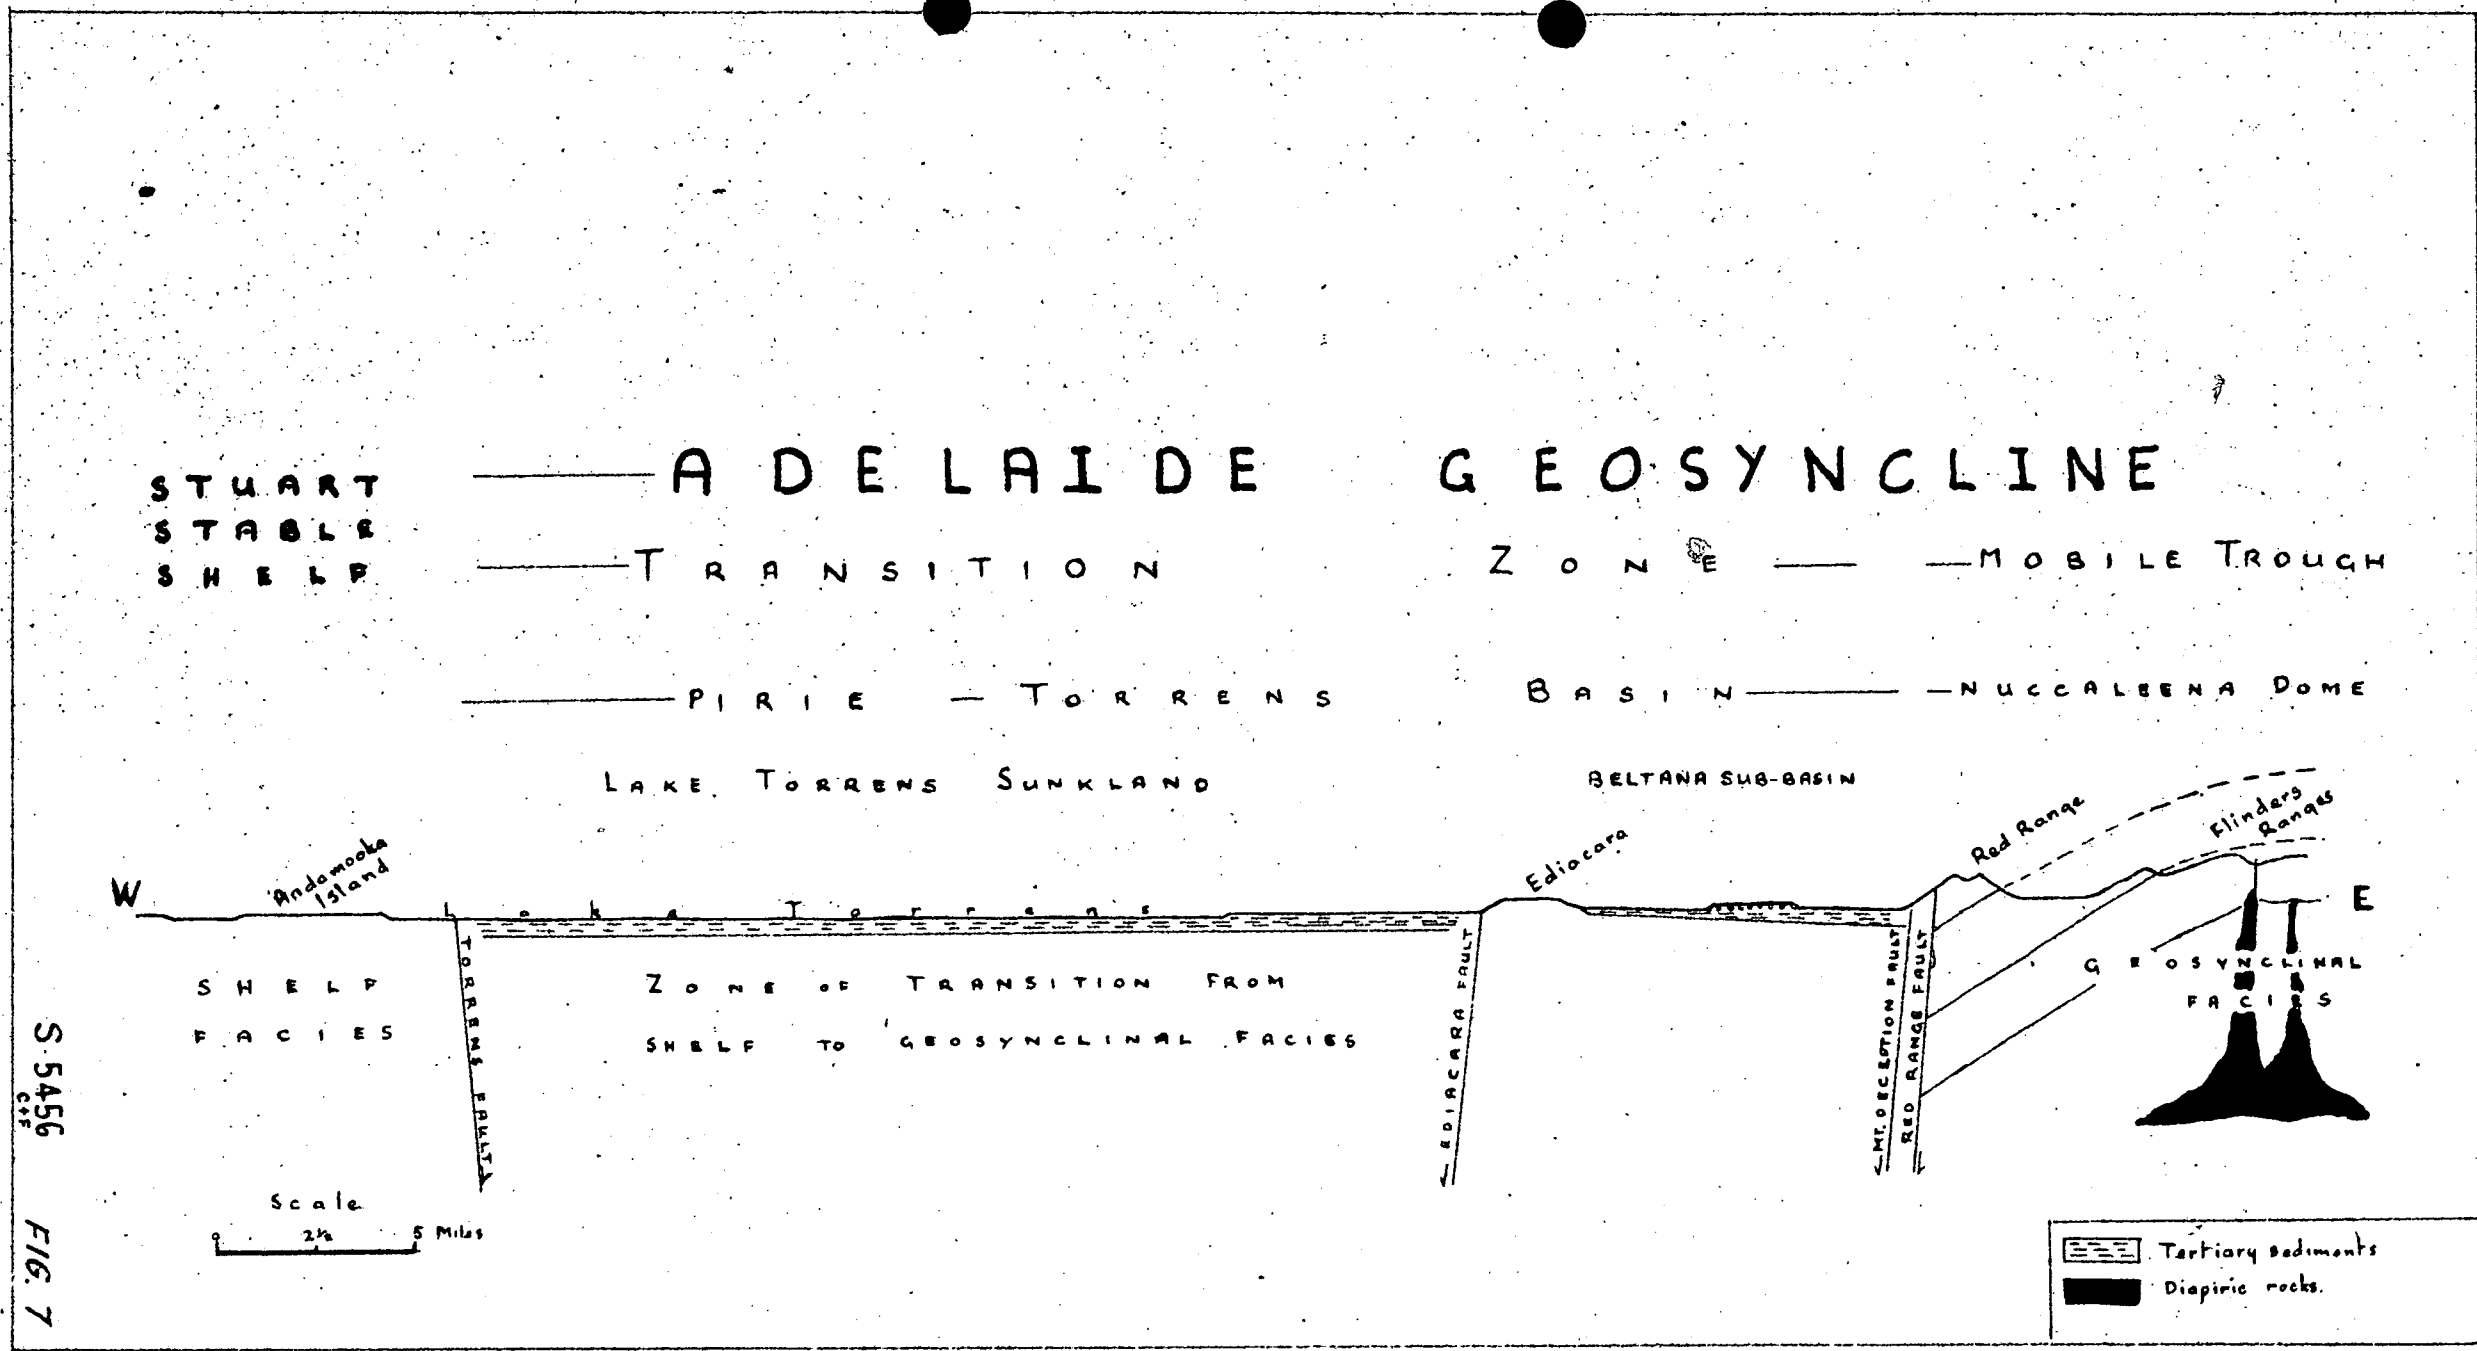 STUART
STABLE
SHELF
ADELAIDE GEOSYNCLINE
TRANSITION ZONE — MOBILE TROUGH
PIRIE - TORRENS BASIN — NUCCALEENA DOME
LAKE TORRENS SUNKLAND
BELTANA SUB-BASIN
W
Andamooka
Island
Lake Torrens
Ediacara
Red Range
Flinders
Ranges
E
SHELF
FACIES
TORRENS FAULT
ZONE OF TRANSITION FROM
SHELF TO GEOSYNCLINAL FACIES
EDIACARA FAULT
MT. DECEPTION FAULT
RED RANGE FAULT
GEOSYNCLINAL
FACIES
Scale
0 2½ 5 Miles
Tertiary sediments
Diapiric rocks.
S 5456
C+F
FIG. 7